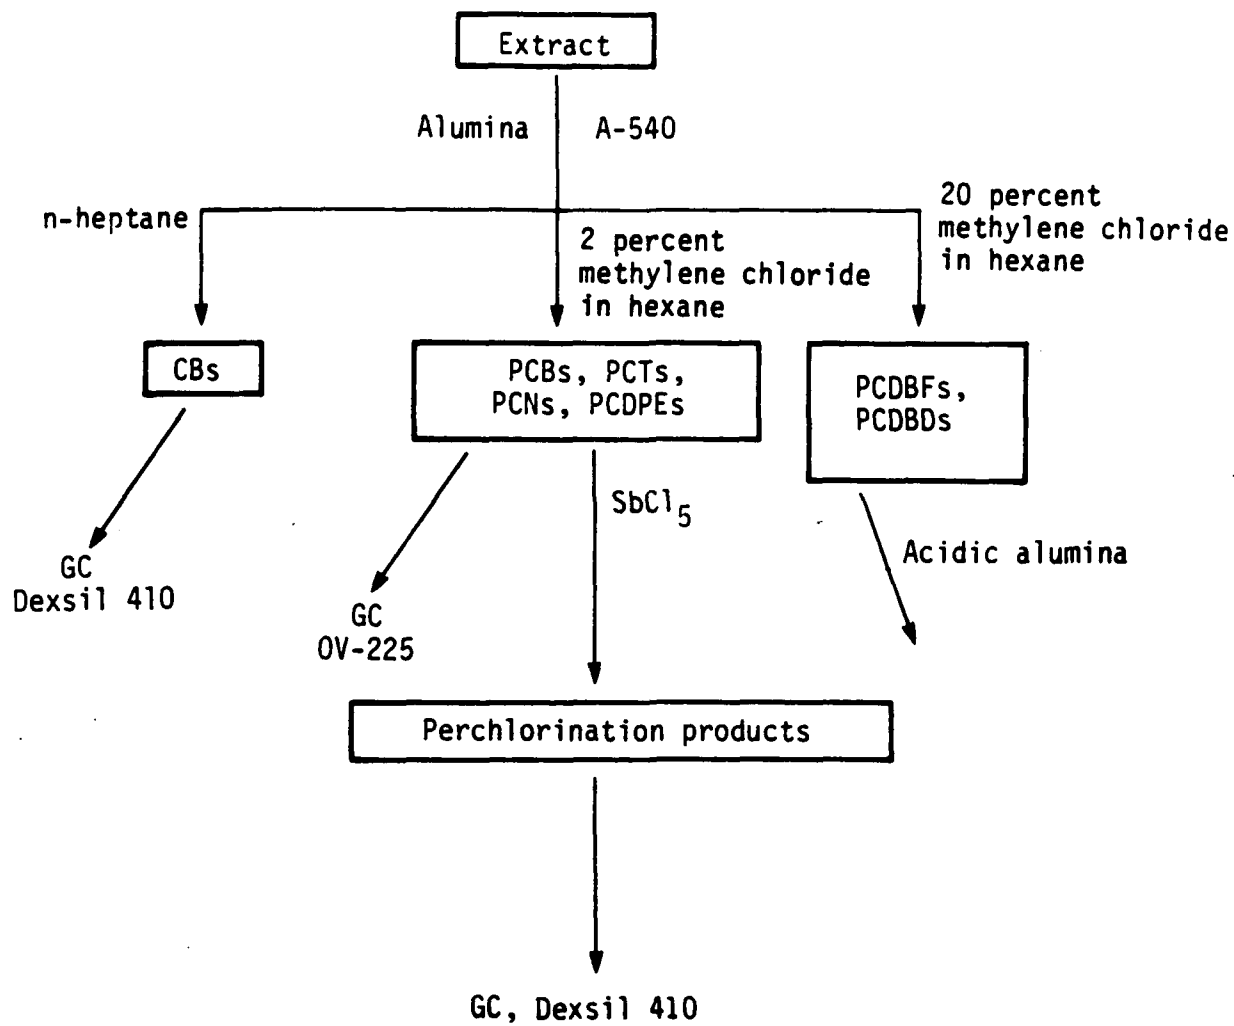 Extract
Alumina A-540
n-heptane
2 percent
methylene chloride
in hexane
20 percent
methylene chloride
in hexane
CBs
PCBs, PCTs,
PCNs, PCDPEs
PCDBFs,
PCDBDs
GC
Dexsil 410
GC
OV-225
SbCl5
Acidic alumina
Perchlorination products
GC, Dexsil 410